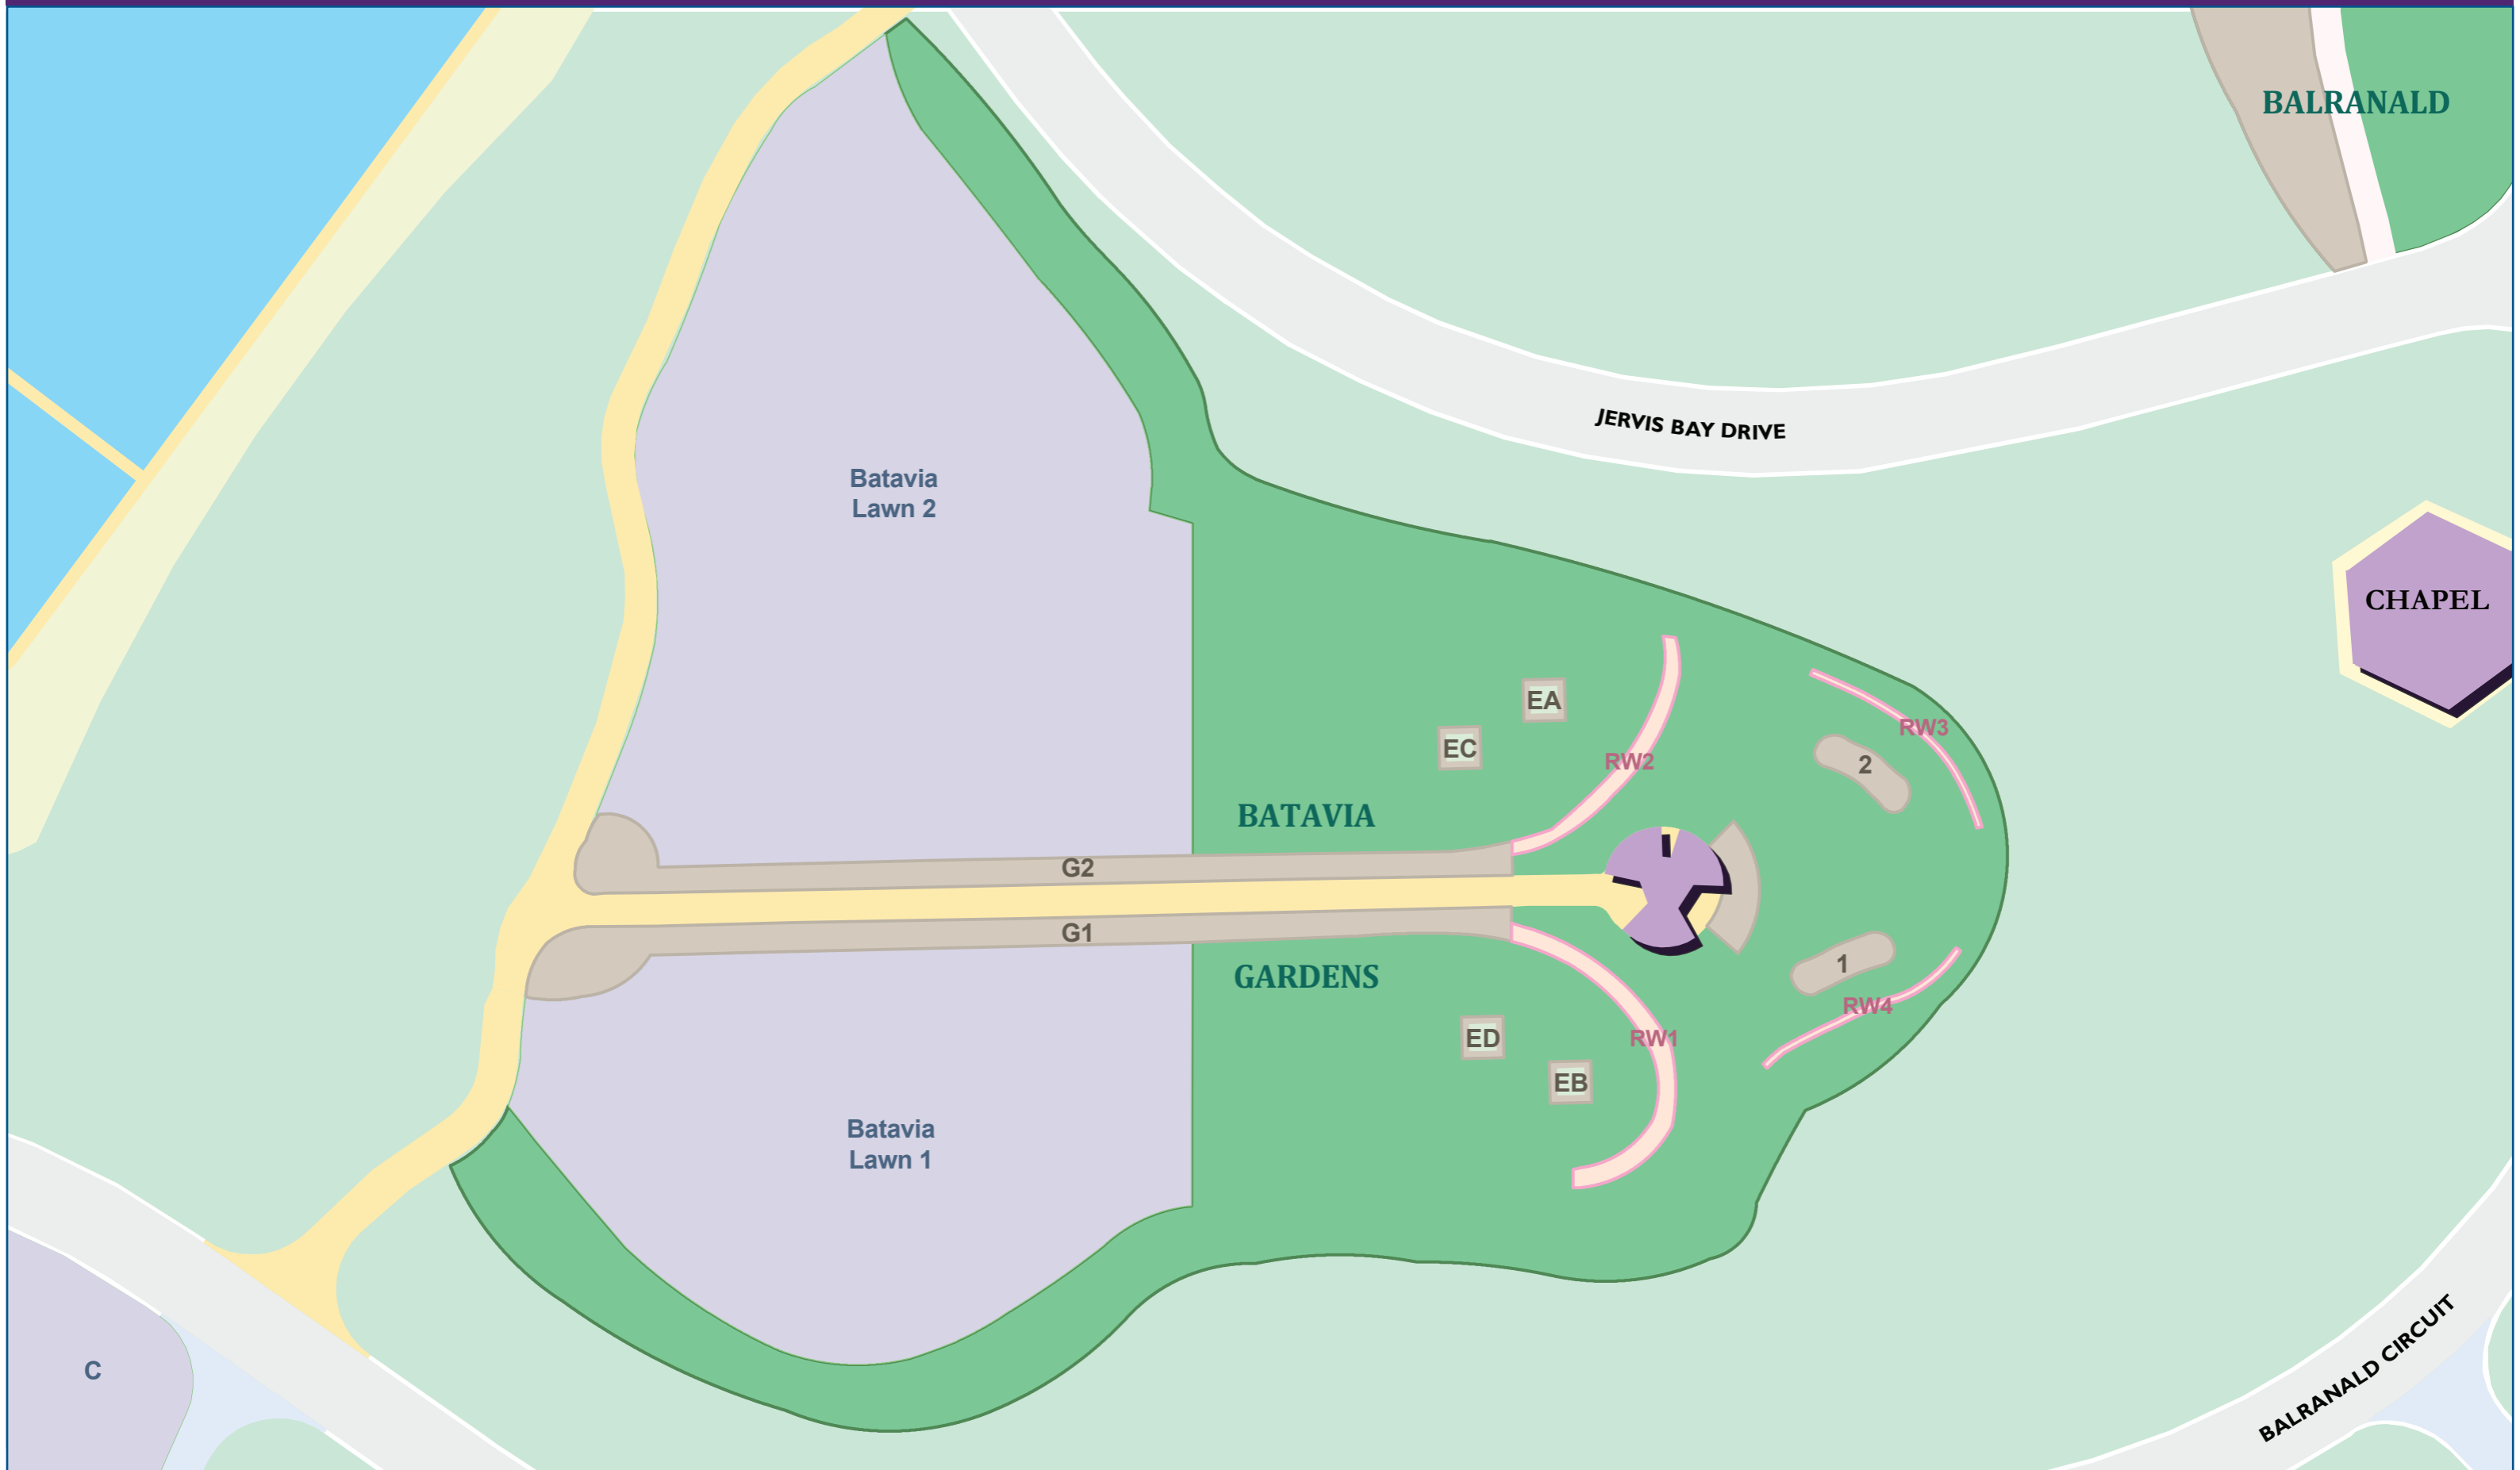 BALRANALD
JERVIS BAY DRIVE
Batavia
Lawn 2
CHAPEL
EA
RW3
EC
RW2
2
BATAVIA
G2
G1
1
GARDENS
RW4
ED
RW1
EB
Batavia
Lawn 1
C
BALRANALD CIRCUIT